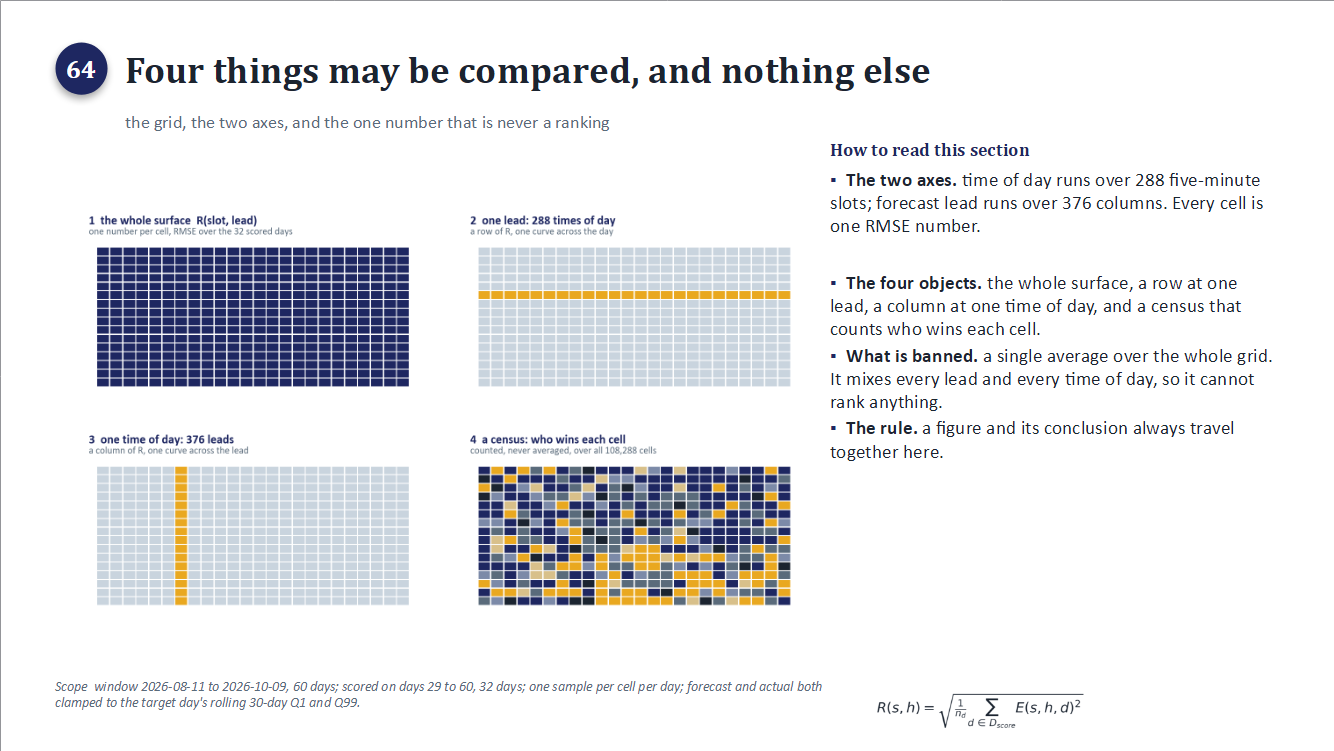 64
Four things may be compared, and nothing else
the grid, the two axes, and the one number that is never a ranking
1 the whole surface R(slot, lead)
one number per cell, RMSE over the 32 scored days
2 one lead: 288 times of day
a row of R, one curve across the day
3 one time of day: 376 leads
a column of R, one curve across the lead
4 a census: who wins each cell
counted, never averaged, over all 108,288 cells
How to read this section
▪ The two axes. time of day runs over 288 five-minute
slots; forecast lead runs over 376 columns. Every cell is
one RMSE number.
▪ The four objects. the whole surface, a row at one
lead, a column at one time of day, and a census that
counts who wins each cell.
▪ What is banned. a single average over the whole grid.
It mixes every lead and every time of day, so it cannot
rank anything.
▪ The rule. a figure and its conclusion always travel
together here.
Scope window 2026-08-11 to 2026-10-09, 60 days; scored on days 29 to 60, 32 days; one sample per cell per day; forecast and actual both
clamped to the target day's rolling 30-day Q1 and Q99.
R(s, h) = √(1/n_d ∑_{d ∈ D_score} E(s, h, d)²)